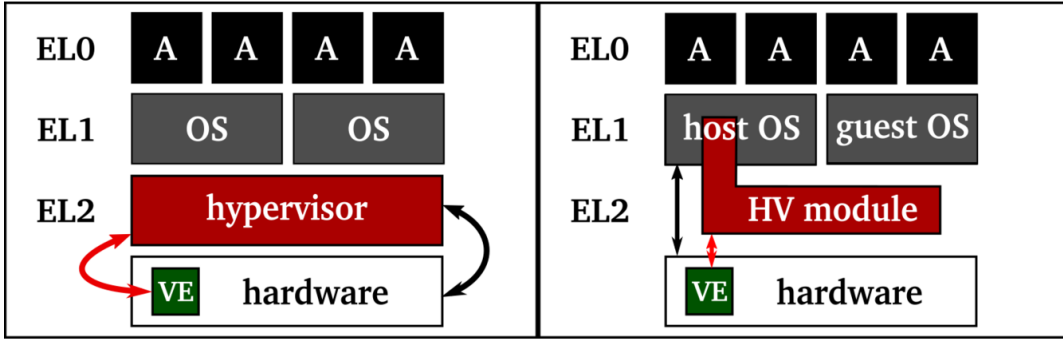 EL0 A A A A
EL1 OS OS
EL2 hypervisor
VE hardware
EL0 A A A A
EL1 host OS guest OS
EL2 HV module
VE hardware